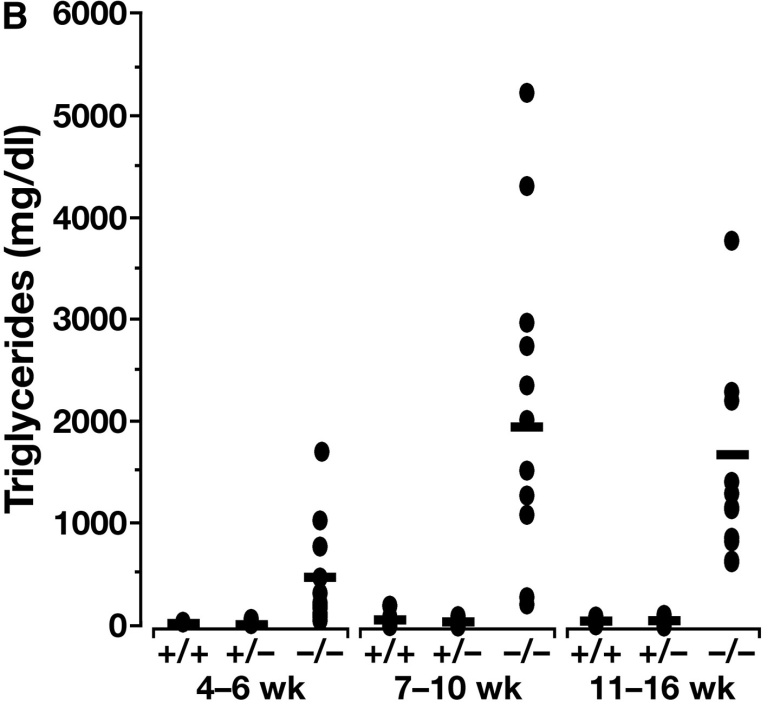 B
Triglycerides (mg/dl)
6000
5000
4000
3000
2000
1000
0
+/+ +/− −/− +/+ +/− −/− +/+ +/− −/−
4–6 wk 7–10 wk 11–16 wk